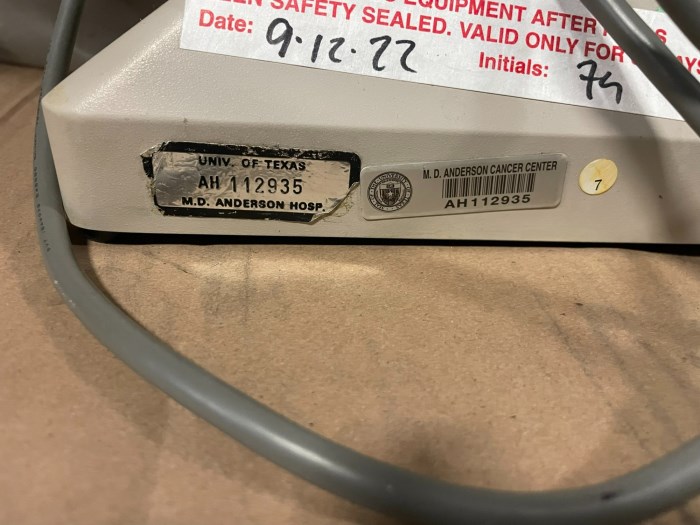 EQUIPMENT AFTER
SAFETY SEALED. VALID ONLY FOR
Date: 9-12-22 Initials:
UNIV. OF TEXAS
AH 112935
M.D. ANDERSON HOSP.
M. D. ANDERSON CANCER CENTER
AH112935
7